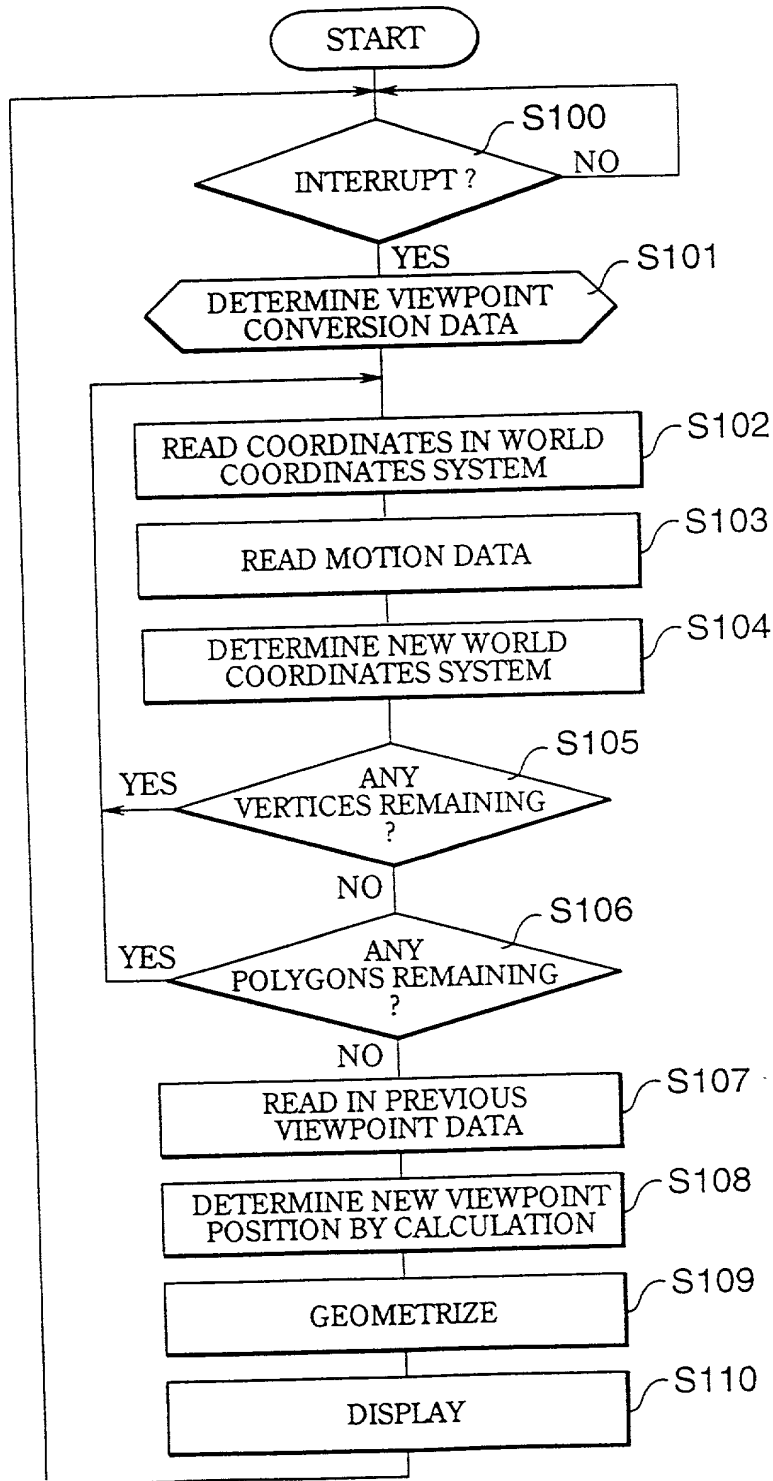 START
S100
INTERRUPT ?
NO
YES
S101
DETERMINE VIEWPOINT
CONVERSION DATA
S102
READ COORDINATES IN WORLD
COORDINATES SYSTEM
S103
READ MOTION DATA
S104
DETERMINE NEW WORLD
COORDINATES SYSTEM
S105
YES
ANY
VERTICES REMAINING
?
NO
S106
YES
ANY
POLYGONS REMAINING
?
NO
S107
READ IN PREVIOUS
VIEWPOINT DATA
S108
DETERMINE NEW VIEWPOINT
POSITION BY CALCULATION
S109
GEOMETRIZE
S110
DISPLAY